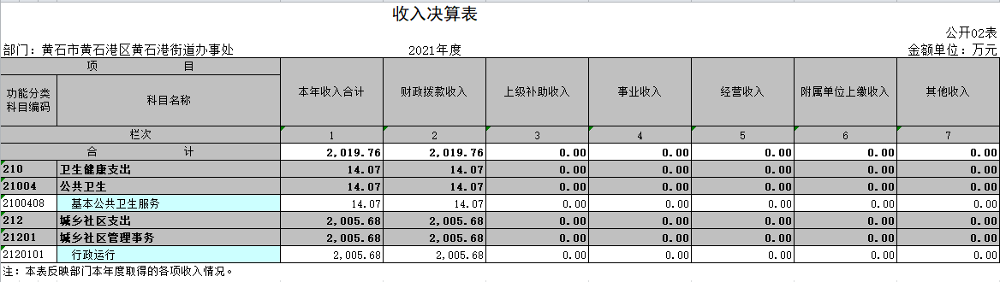 收入决算表
公开02表
部门：黄石市黄石港区黄石港街道办事处 2021年度 金额单位：万元
项 目 本年收入合计 财政拨款收入 上级补助收入 事业收入 经营收入 附属单位上缴收入 其他收入
功能分类科目编码 科目名称
栏次 1 2 3 4 5 6 7
合 计 2,019.76 2,019.76 0.00 0.00 0.00 0.00 0.00
210 卫生健康支出 14.07 14.07 0.00 0.00 0.00 0.00 0.00
21004 公共卫生 14.07 14.07 0.00 0.00 0.00 0.00 0.00
2100408 基本公共卫生服务 14.07 14.07 0.00 0.00 0.00 0.00 0.00
212 城乡社区支出 2,005.68 2,005.68 0.00 0.00 0.00 0.00 0.00
21201 城乡社区管理事务 2,005.68 2,005.68 0.00 0.00 0.00 0.00 0.00
2120101 行政运行 2,005.68 2,005.68 0.00 0.00 0.00 0.00 0.00
注：本表反映部门本年度取得的各项收入情况。